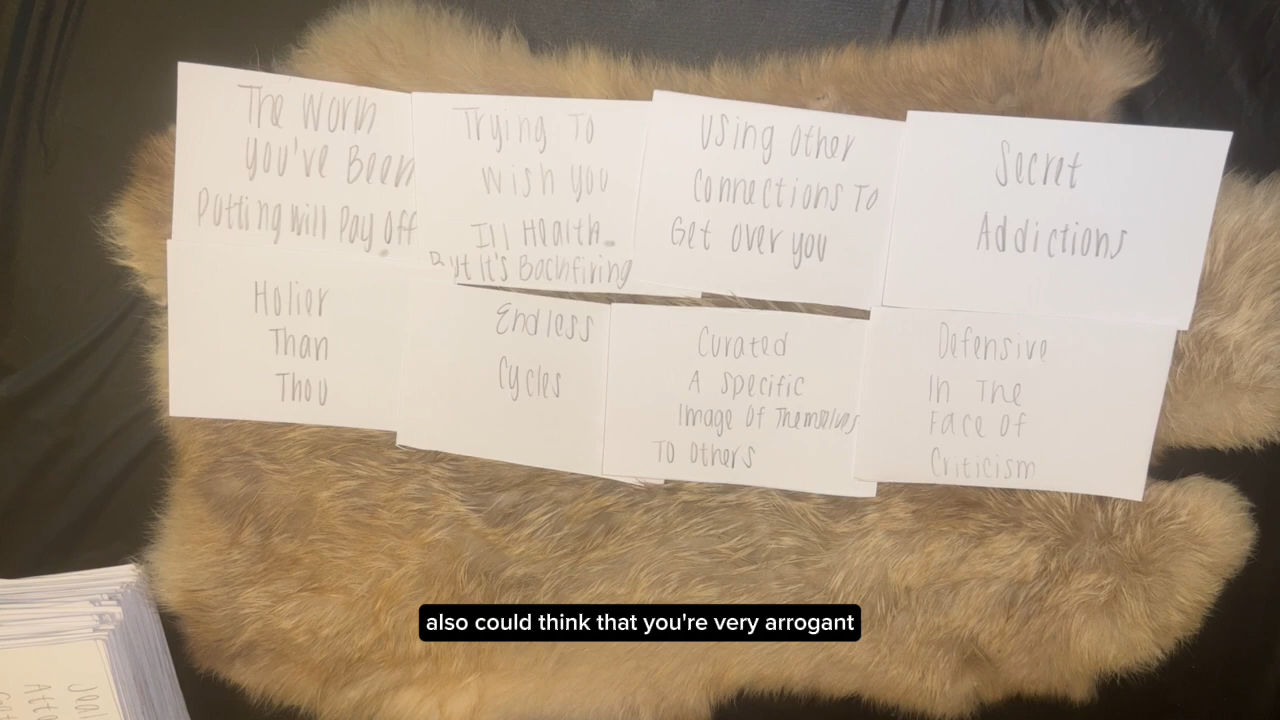 The Worh
you've Been
Putting will Pay off
Trying To
Wish you
Ill Health.
But It's Bachfiring
Using Other
Connections To
Get over you
Secret
Addictions
Holier
Than
Thou
Endless
Cycles
Curated
A Specific
Image Of Themselves
To Others
Defensive
In The
Face Of
Criticism
also could think that you're very arrogant